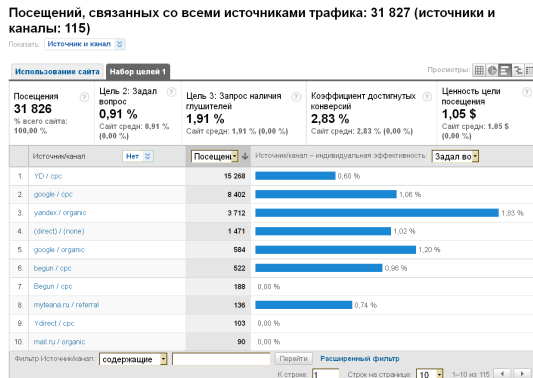 Посещений, связанных со всеми источниками трафика: 31 827 (источники и
каналы: 115)
Показать: Источник и канал
Использование сайта Набор целей 1 Просмотры:
Посещения
31 826
% всего сайта:
100,00 %
Цель 2: Задал
вопрос
0,91 %
Сайт средн: 0,91 %
(0,00 %)
Цель 3: Запрос наличия
глушителей
1,91 %
Сайт средн: 1,91 % (0,00 %)
Коэффициент достигнутых
конверсий
2,83 %
Сайт средн: 2,83 % (0,00 %)
Ценность цели
посещения
1,05 $
Сайт средн: 1,05 $
(0,00 %)
Источник/канал Нет Посещен Источник/канал – индивидуальная эффективность: Задал во
1. YD / cpc 15 268 0,60 %
2. google / cpc 8 402 1,06 %
3. yandex / organic 3 712 1,83 %
4. (direct) / (none) 1 471 1,02 %
5. google / organic 584 1,20 %
6. begun / cpc 522 0,96 %
7. Begun / cpc 188 0,00 %
8. myteana.ru / referral 136 0,74 %
9. Ydirect / cpc 103 0,00 %
10. mail.ru / organic 90 0,00 %
Фильтр Источник/канал: содержащие Перейти Расширенный фильтр
К строке: 1 Строк на странице: 10 1–10 из 115